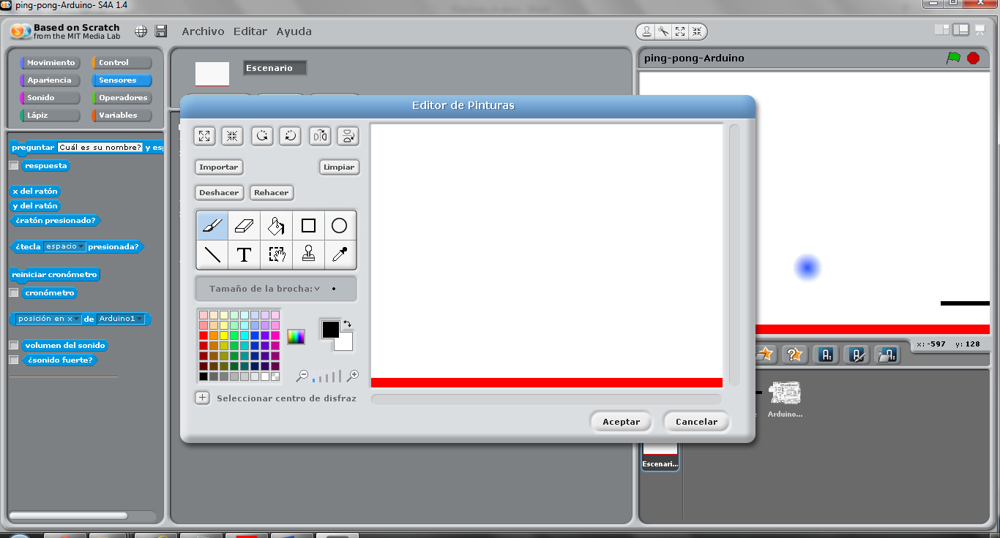 ping-pong-Arduino- S4A 1.4
Based on Scratch
from the MIT Media Lab
Archivo Editar Ayuda
Movimiento Control
Apariencia Sensores
Sonido Operadores
Lápiz Variables
Escenario
ping-pong-Arduino
preguntar Cuál es su nombre? y es
respuesta
x del ratón
y del ratón
¿ratón presionado?
¿tecla espacio presionada?
reiniciar cronómetro
cronómetro
posición en x de Arduino1
volumen del sonido
¿sonido fuerte?
Editor de Pinturas
Importar Limpiar
Deshacer Rehacer
T
Tamaño de la brocha:
Seleccionar centro de disfraz
Aceptar Cancelar
x: -597 y: 128
Arduino...
Escenari...